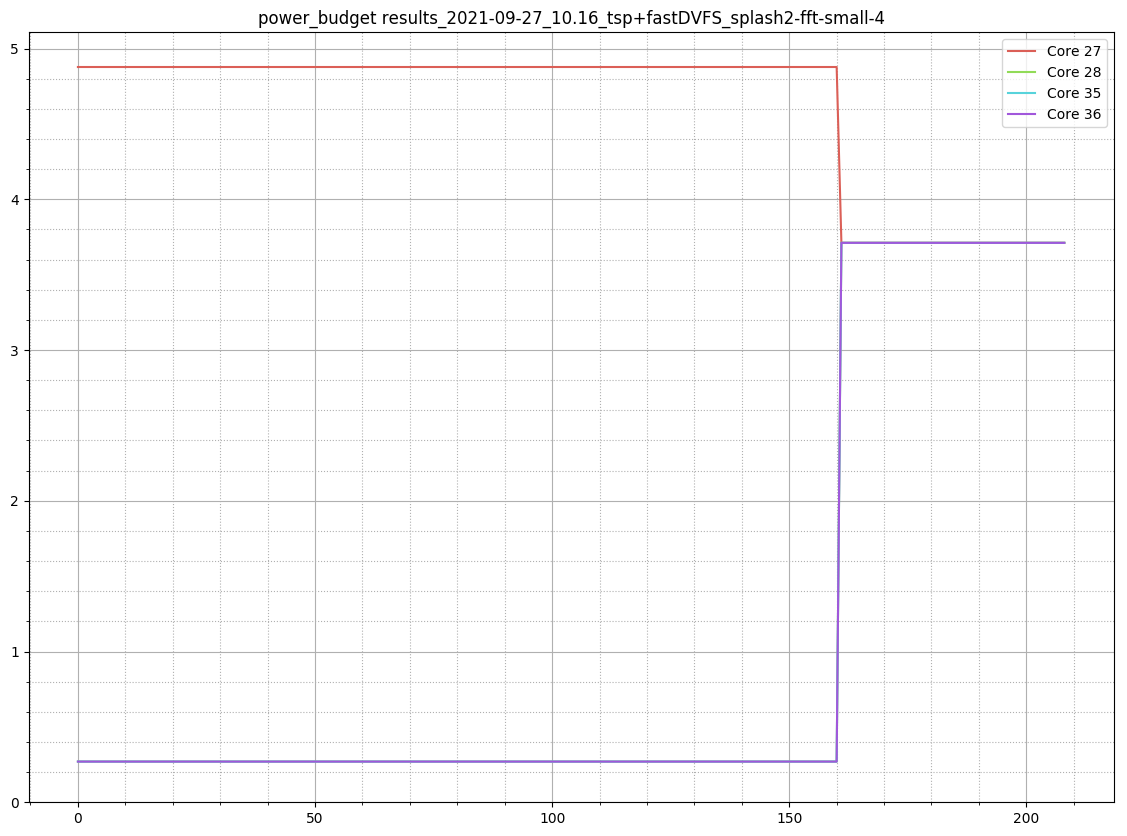 power_budget results_2021-09-27_10.16_tsp+fastDVFS_splash2-fft-small-4
Core 27
Core 28
Core 35
Core 36
5
4
3
2
1
0
0 50 100 150 200